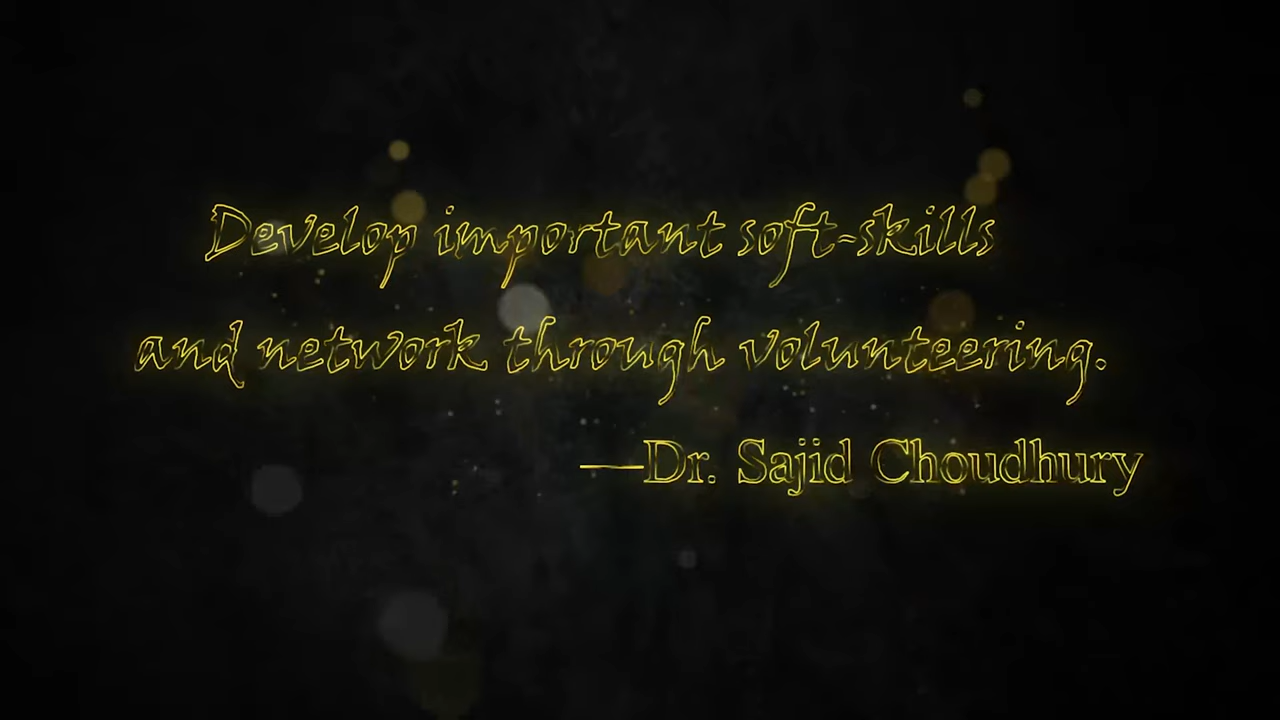 Develop important soft-skills
and network through volunteering.
—Dr. Sajid Choudhury